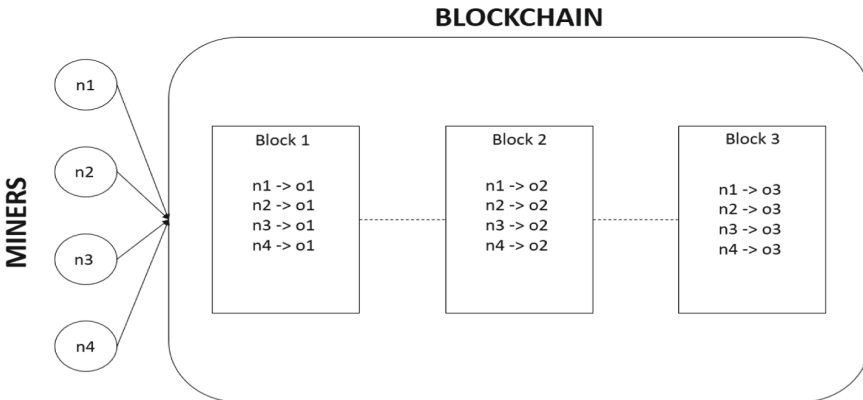 BLOCKCHAIN
MINERS
n1
n2
n3
n4
Block 1
n1 -> o1
n2 -> o1
n3 -> o1
n4 -> o1
Block 2
n1 -> o2
n2 -> o2
n3 -> o2
n4 -> o2
Block 3
n1 -> o3
n2 -> o3
n3 -> o3
n4 -> o3